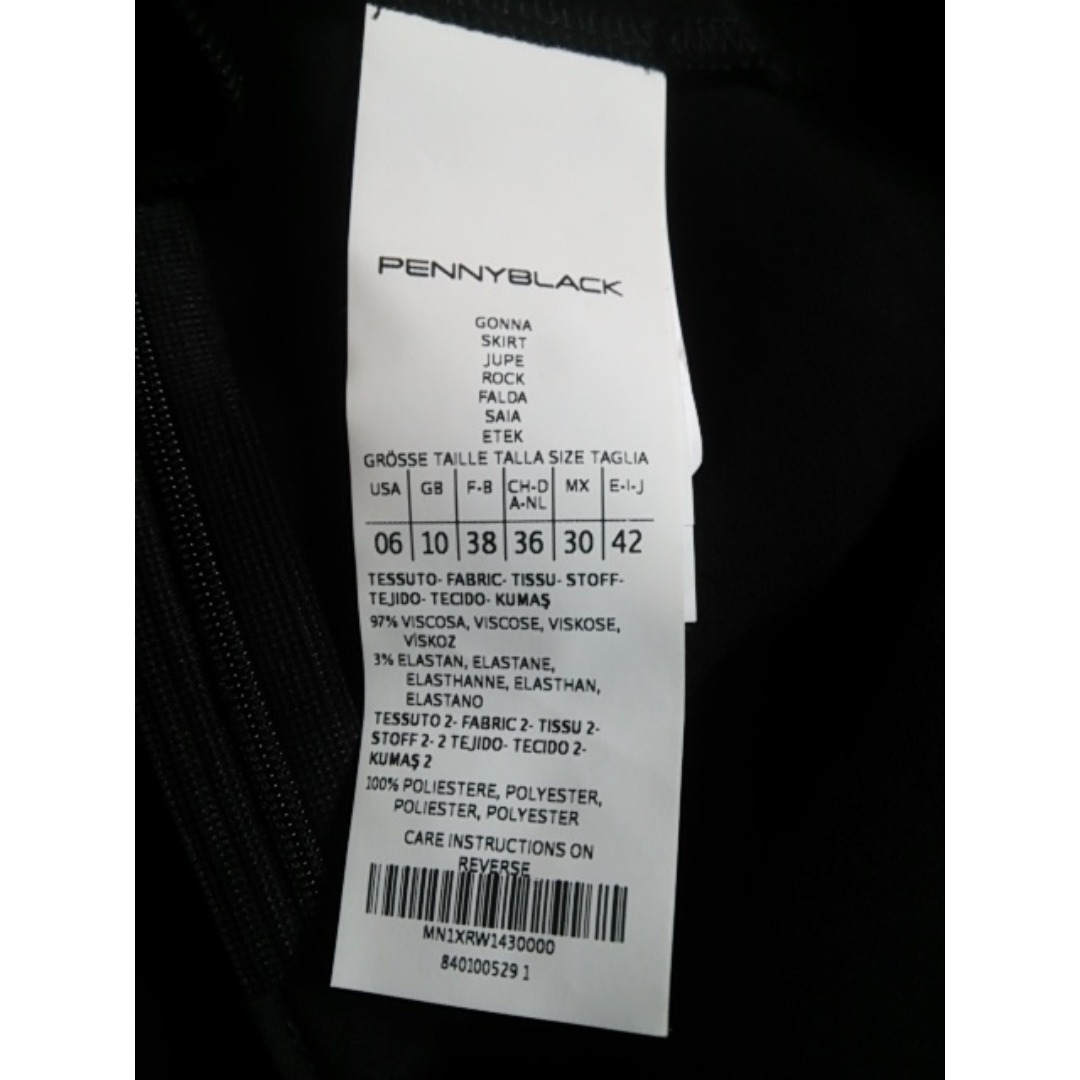 PENNYBLACK
GONNA
SKIRT
JUPE
ROCK
FALDA
SAIA
ETEK
GRÖSSE TAILLE TALLA SIZE TAGLIA
USA GB F-B CH-D A-NL MX E-I-J
06 10 38 36 30 42
TESSUTO- FABRIC- TISSU- STOFF-
TEJIDO- TECIDO- KUMAŞ
97% VISCOSA, VISCOSE, VISKOSE,
VİSKOZ
3% ELASTAN, ELASTANE,
ELASTHANNE, ELASTHAN,
ELASTANO
TESSUTO 2- FABRIC 2- TISSU 2-
STOFF 2- 2 TEJIDO- TECIDO 2-
KUMAŞ 2
100% POLIESTERE, POLYESTER,
POLIESTER, POLYESTER
CARE INSTRUCTIONS ON
REVERSE
MN1XRW1430000
840100529 1